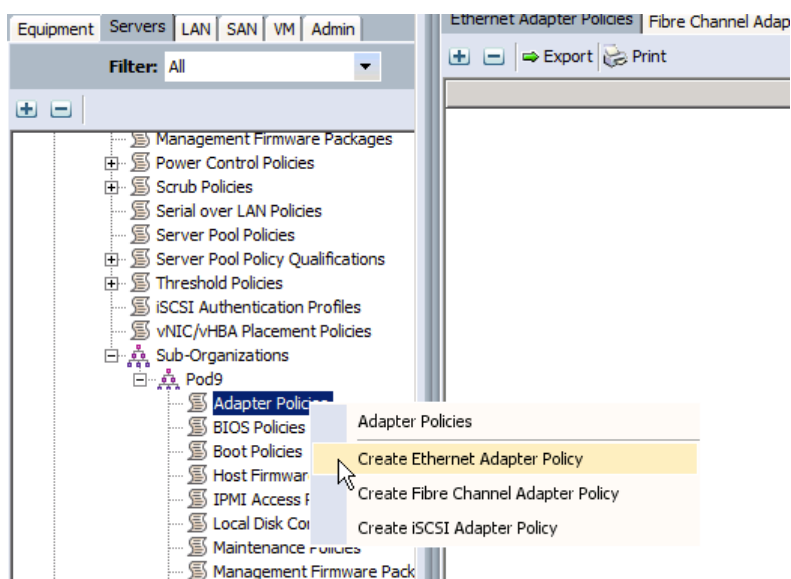 Equipment Servers LAN SAN VM Admin
Filter: All
Management Firmware Packages
Power Control Policies
Scrub Policies
Serial over LAN Policies
Server Pool Policies
Server Pool Policy Qualifications
Threshold Policies
iSCSI Authentication Profiles
vNIC/vHBA Placement Policies
Sub-Organizations
Pod9
Adapter Policies
BIOS Policies
Boot Policies
Host Firmwar
IPMI Access
Local Disk Co
Maintenance Policies
Management Firmware Pack
Ethernet Adapter Policies Fibre Channel Adap
Export Print
Adapter Policies
Create Ethernet Adapter Policy
Create Fibre Channel Adapter Policy
Create iSCSI Adapter Policy